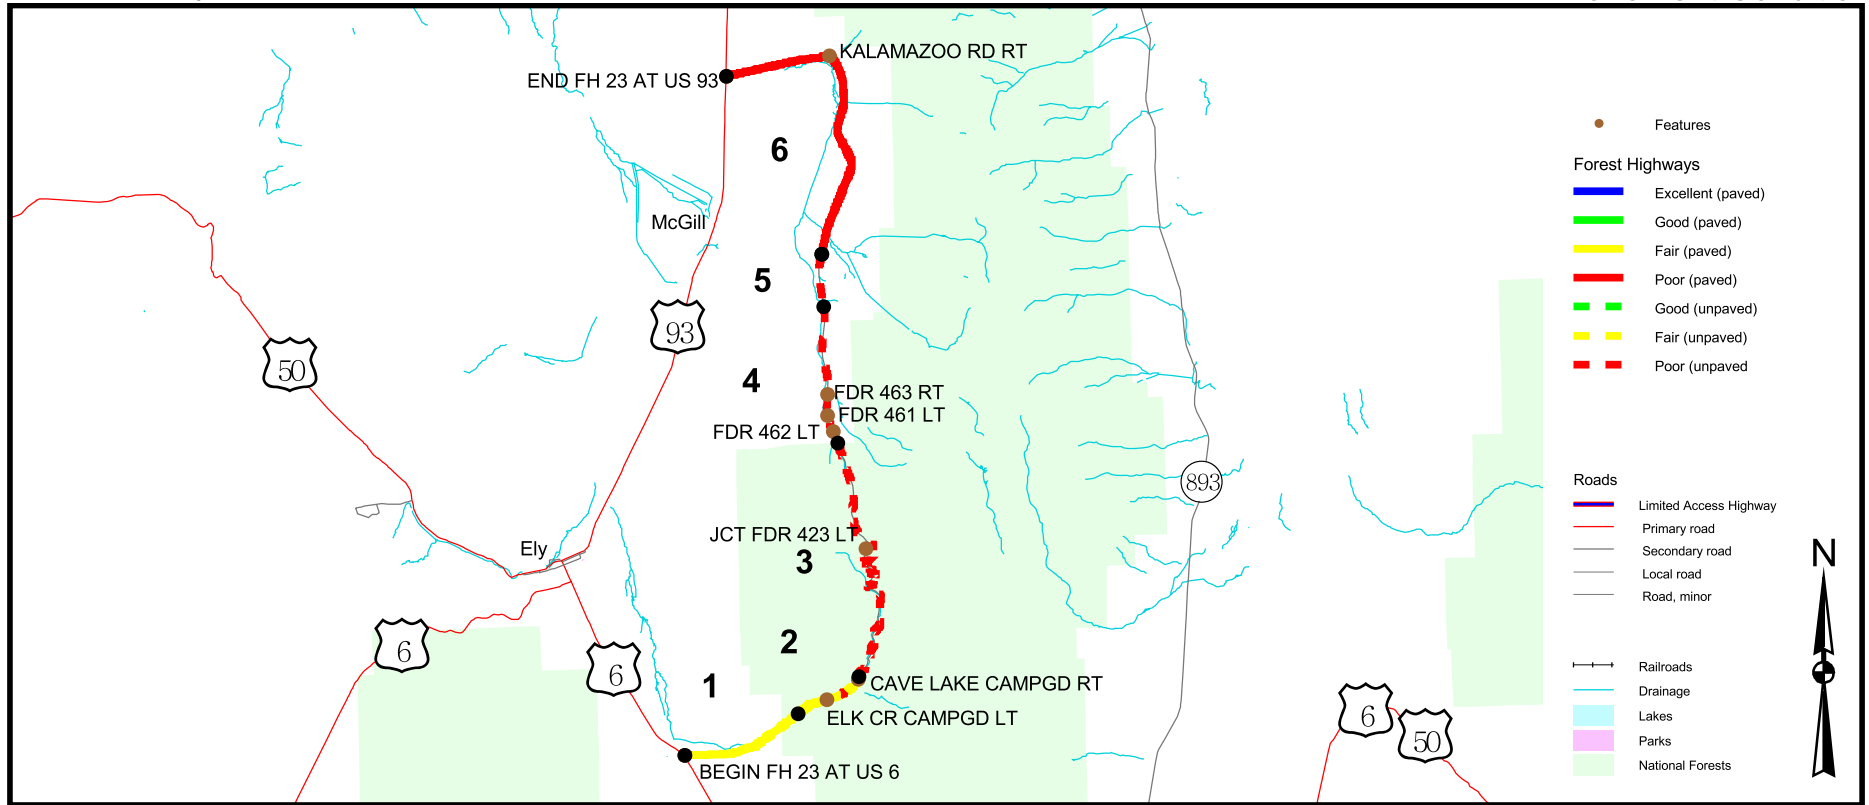 KALAMAZOO RD RT
END FH 23 AT US 93
6
McGill
5
93
50
4
FDR 463 RT
FDR 461 LT
FDR 462 LT
893
JCT FDR 423 LT
Ely
3
2
6
6
1
CAVE LAKE CAMPGD RT
ELK CR CAMPGD LT
BEGIN FH 23 AT US 6
6
50
Features
Forest Highways
Excellent (paved)
Good (paved)
Fair (paved)
Poor (paved)
Good (unpaved)
Fair (unpaved)
Poor (unpaved
Roads
Limited Access Highway
Primary road
Secondary road
Local road
Road, minor
Railroads
Drainage
Lakes
Parks
National Forests
N